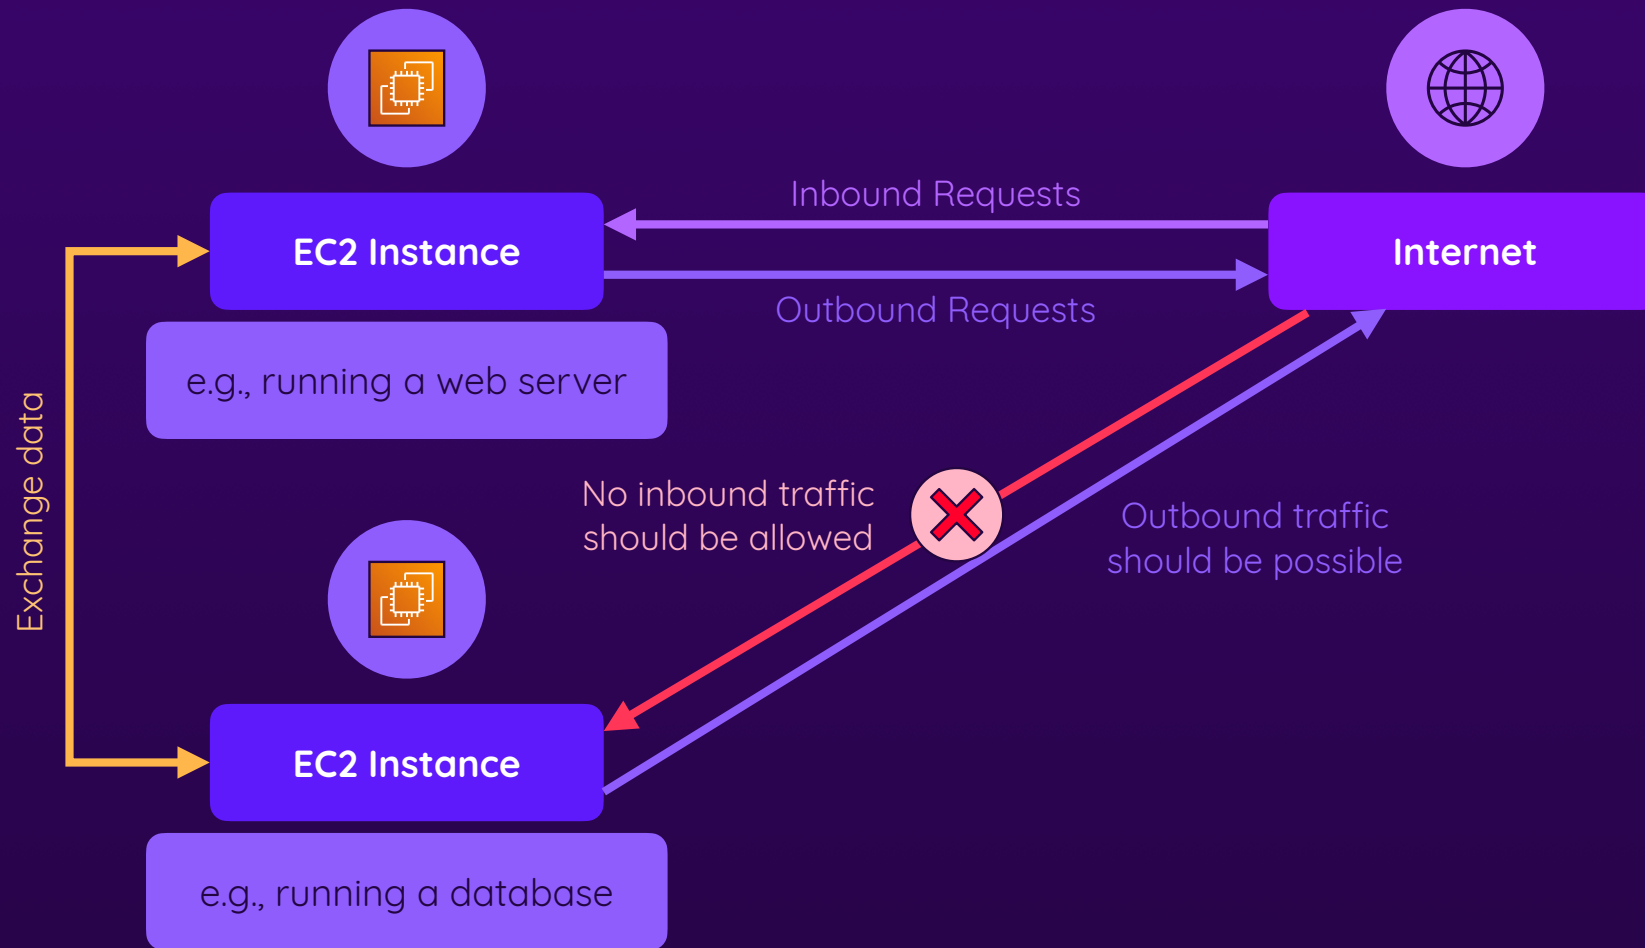 Inbound Requests
EC2 Instance
Internet
Outbound Requests
e.g., running a web server
Exchange data
No inbound traffic
should be allowed
Outbound traffic
should be possible
EC2 Instance
e.g., running a database